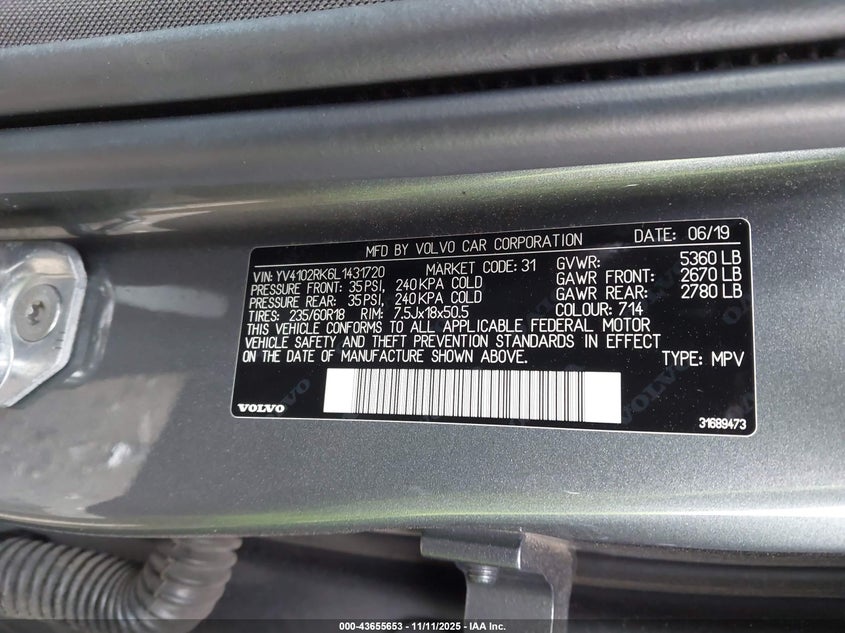 MFD BY VOLVO CAR CORPORATION DATE: 06/19
VIN: YV4102RK6L1431720 MARKET CODE: 31 GVWR: 5360 LB
PRESSURE FRONT: 35PSI, 240 KPA COLD GAWR FRONT: 2670 LB
PRESSURE REAR: 35PSI, 240 KPA COLD GAWR REAR: 2780 LB
TIRES: 235/60R18 RIM: 7.5Jx18x50.5 COLOUR: 714
THIS VEHICLE CONFORMS TO ALL APPLICABLE FEDERAL MOTOR
VEHICLE SAFETY AND THEFT PREVENTION STANDARDS IN EFFECT
ON THE DATE OF MANUFACTURE SHOWN ABOVE. TYPE: MPV
VOLVO 31689473
000-43655653 - 11/11/2025 - IAA Inc.